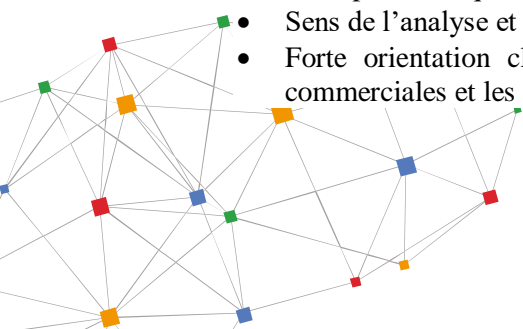 • Sens de l’analyse et
• Forte orientation
commerciales et les